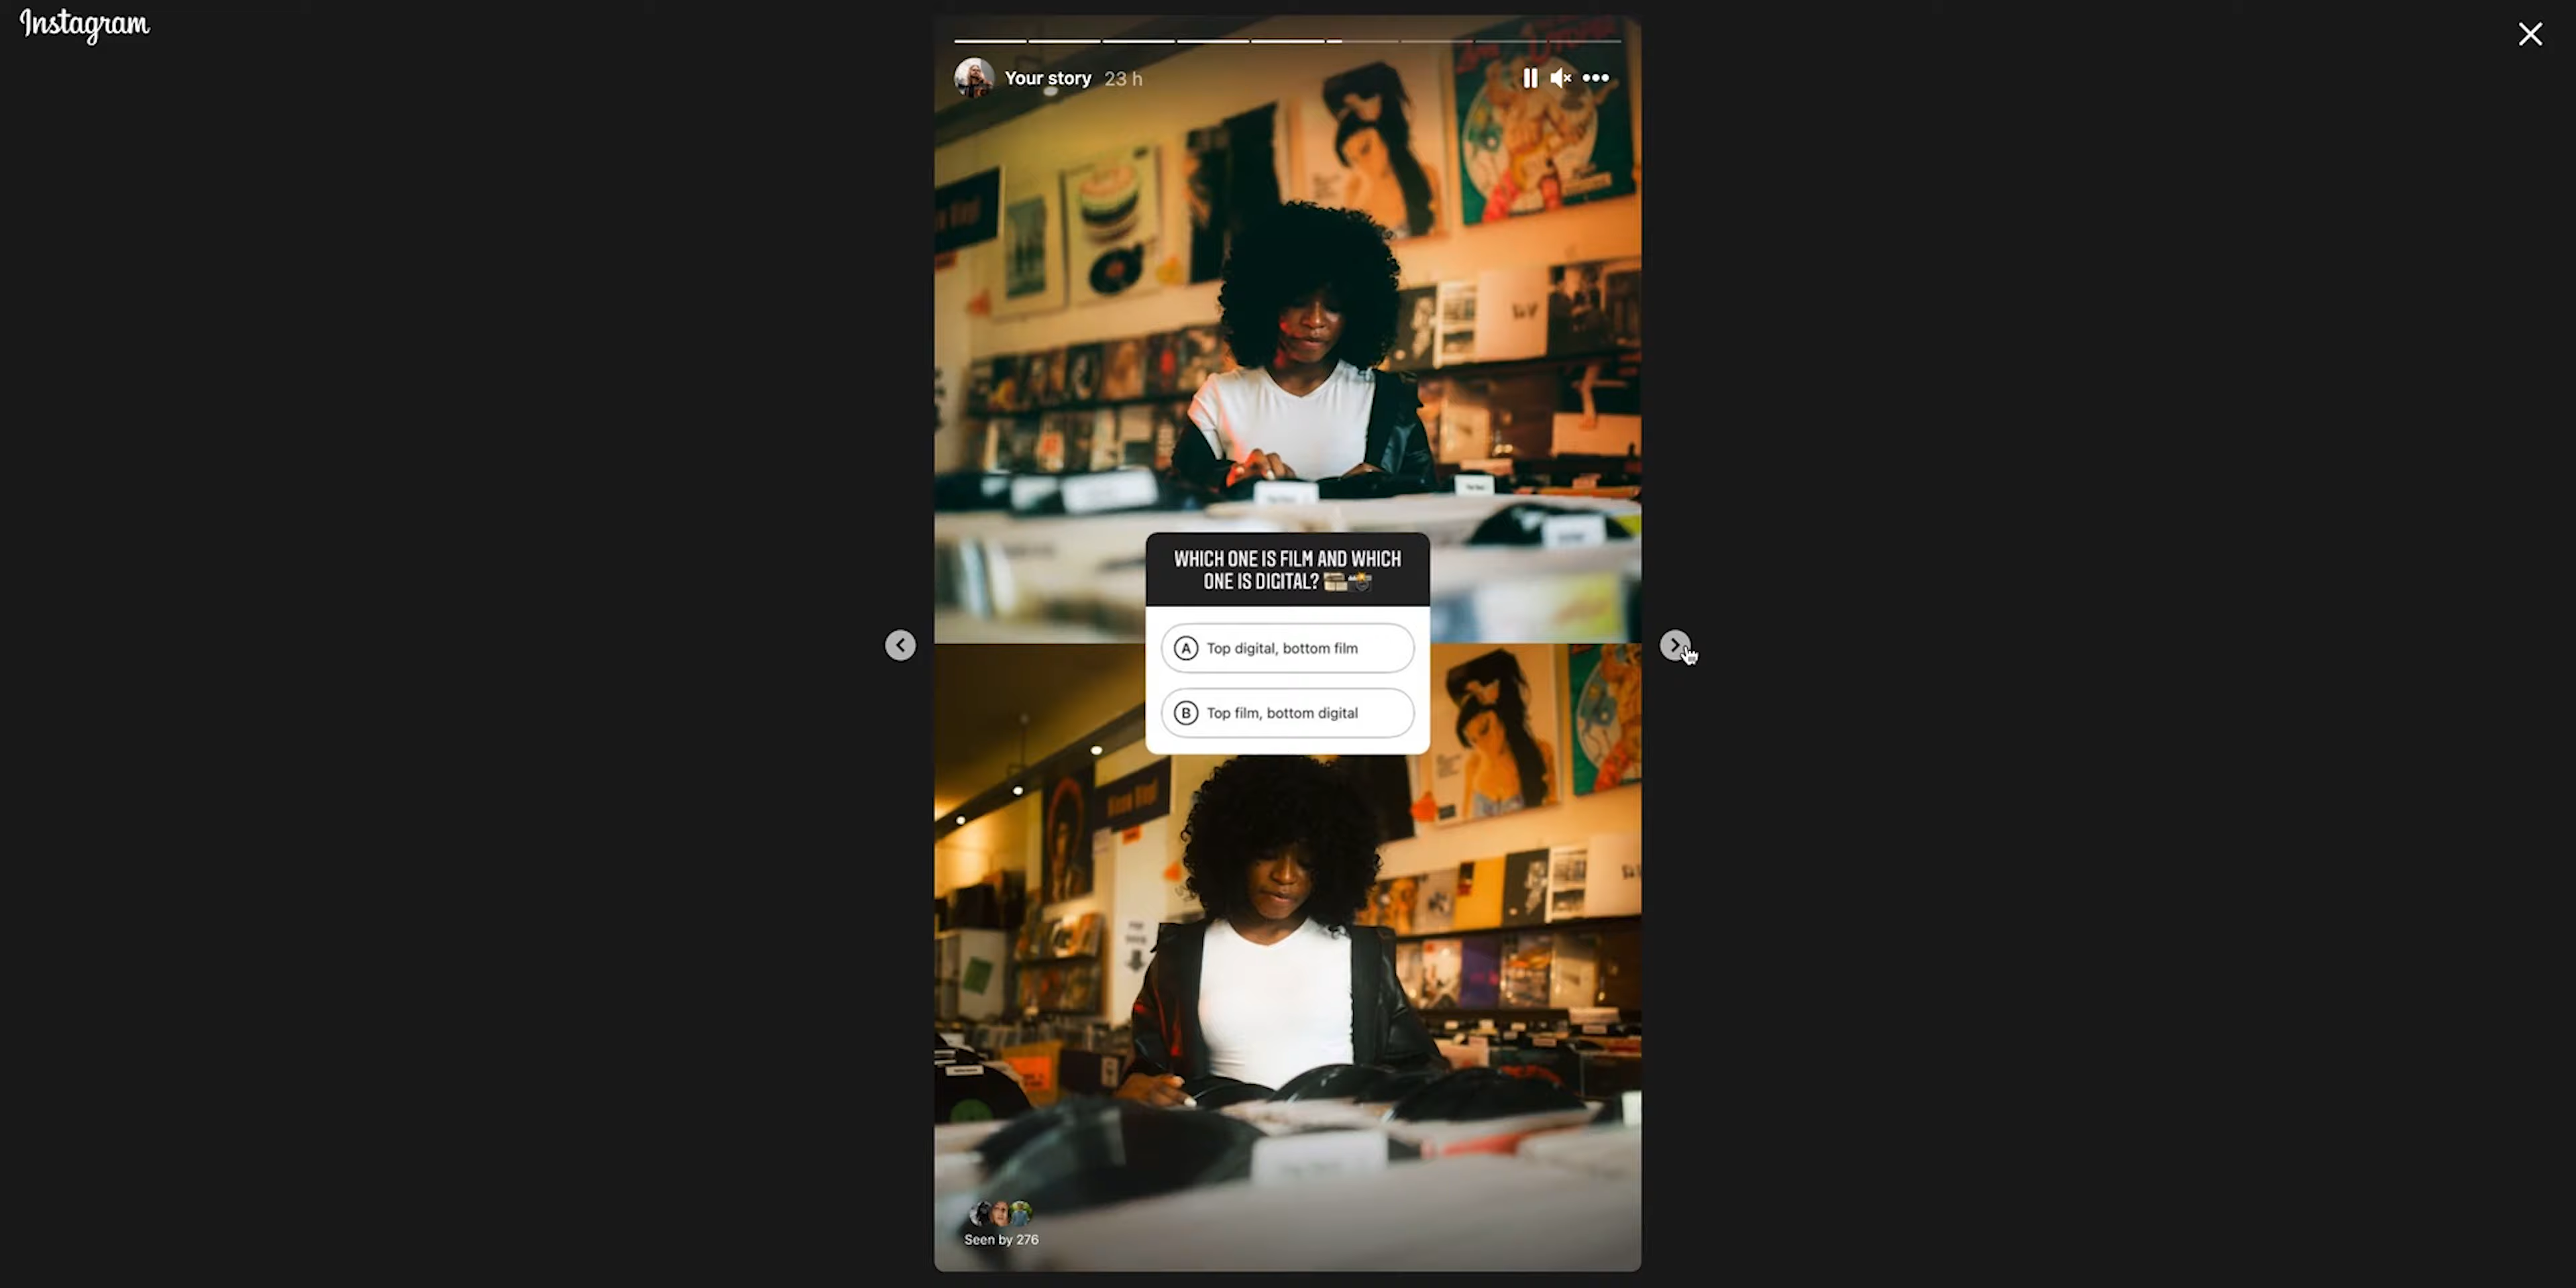 Instagram
Your story 23 h
WHICH ONE IS FILM AND WHICH
ONE IS DIGITAL?
A Top digital, bottom film
B Top film, bottom digital
Seen by 276